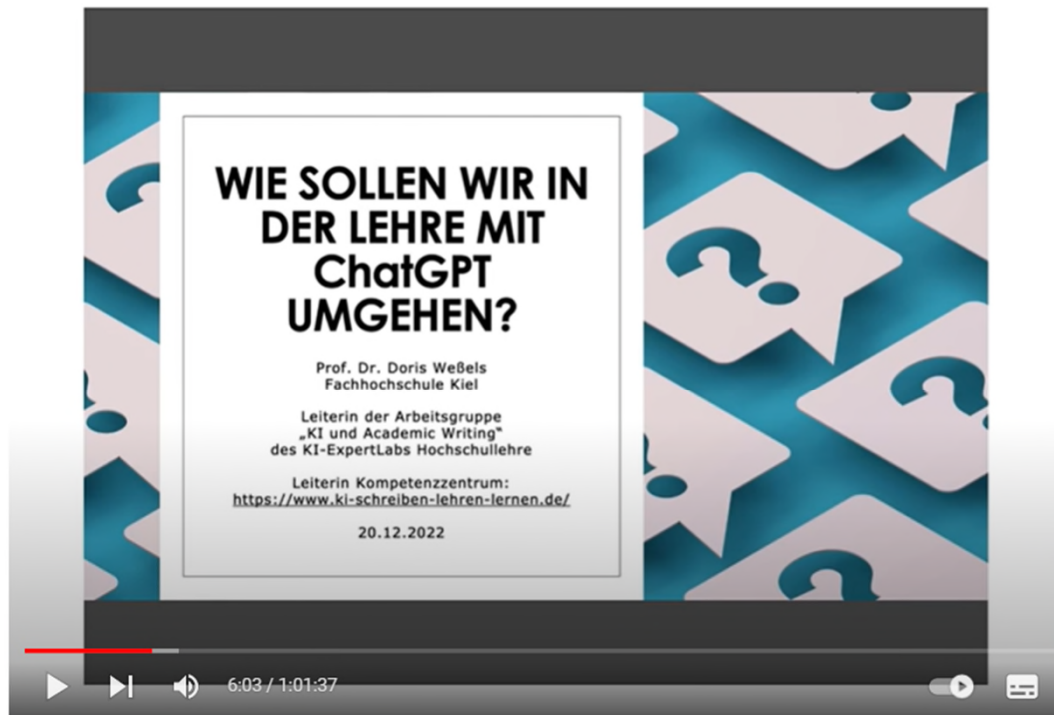 WIE SOLLEN WIR IN
DER LEHRE MIT
ChatGPT
UMGEHEN?
Prof. Dr. Doris Weßels
Fachhochschule Kiel
Leiterin der Arbeitsgruppe
„KI und Academic Writing“
des KI-ExpertLabs Hochschullehre
Leiterin Kompetenzzentrum:
https://www.ki-schreiben-lehren-lernen.de/
20.12.2022
6:03 / 1:01:37